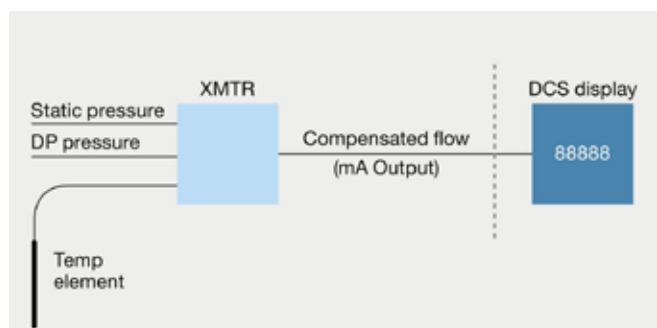 XMTR
DCS display
Static pressure
DP pressure
Compensated flow
(mA Output)
88888
Temp
element